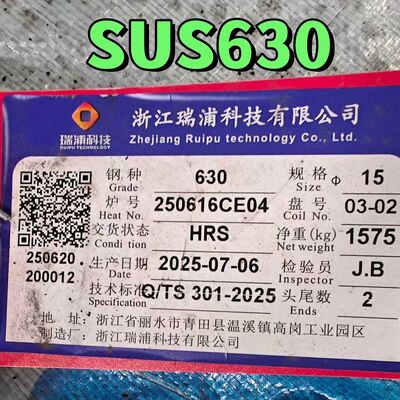 SUS630
瑞浦科技
RUIPU TECHNOLOGY
浙江瑞浦科技有限公司
Zhejiang Ruipu technology Co., Ltd.
钢种 Grade 630 规格 Size Φ 15
炉号 Heat No. 250616CE04 盘号 Coil No. 03-02
交货状态 Condition HRS 净重(kg) Net weight 1575
250620 200012
生产日期 Date 2025-07-06 检验员 Inspector J.B
技术标准 Q/TS 301-2025 头尾数 Ends 2
地 址: 浙江省丽水市青田县温溪镇高岗工业园区
制造厂: 浙江瑞浦科技有限公司